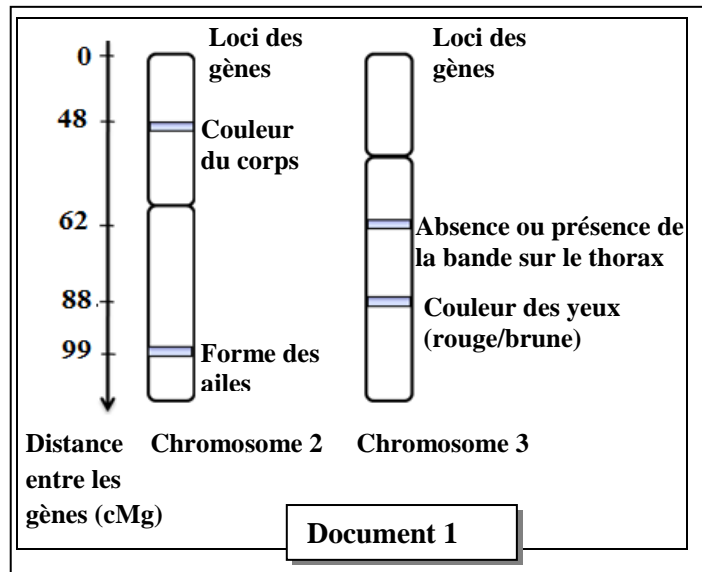 0
48
62
88
99
Distance
entre les
gènes (cMg)
Loci des
gènes
Couleur
du corps
Forme des
ailes
Chromosome 2
Loci des
gènes
Absence ou présence de
la bande sur le thorax
Couleur des yeux
(rouge/brune)
Chromosome 3
Document 1